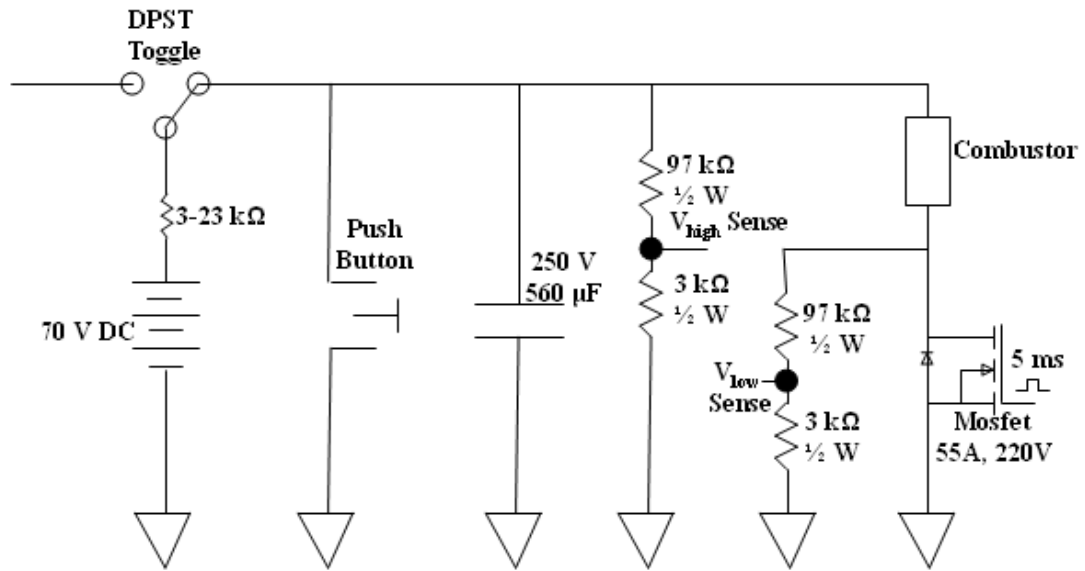 DPST
Toggle
3-23 kΩ
70 V DC
Push
Button
250 V
560 µF
97 kΩ
½ W
Vhigh Sense
3 kΩ
½ W
97 kΩ
½ W
Vlow
Sense
3 kΩ
½ W
Combustor
5 ms
Mosfet
55A, 220V